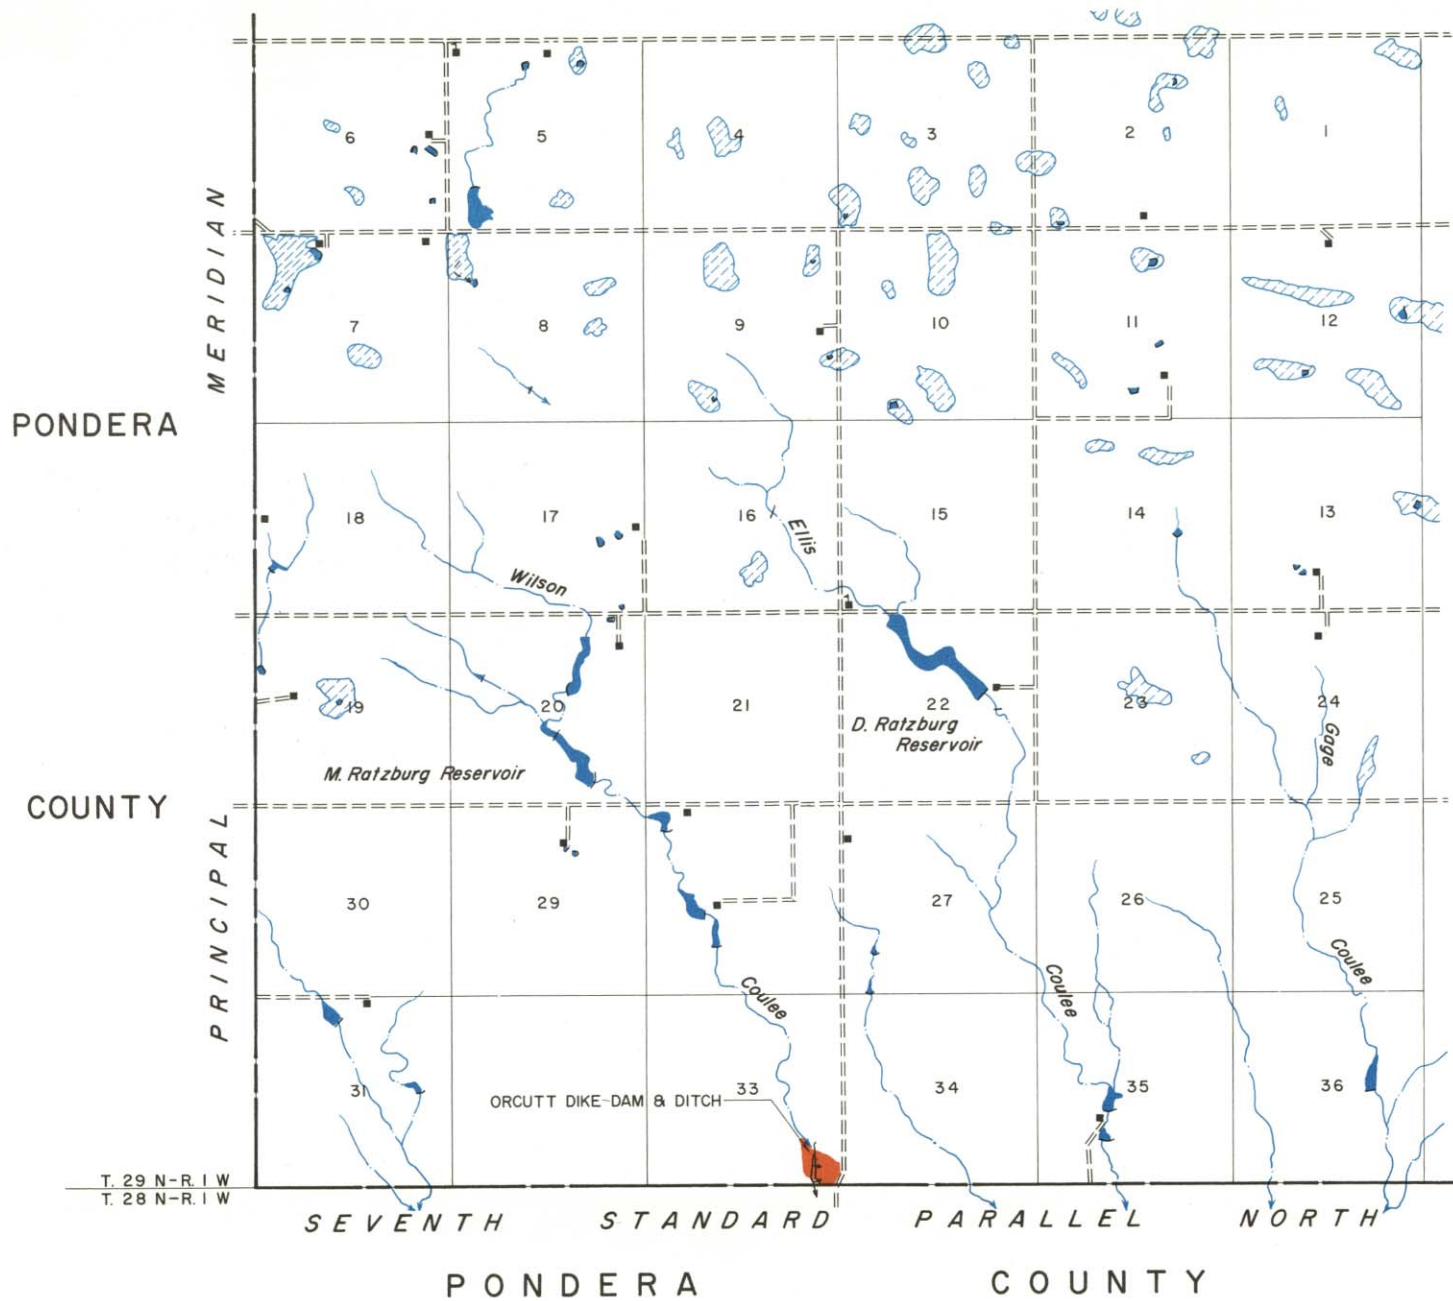 6 5 4 3 2 1
MERIDIAN
7 8 9 10 11 12
PONDERA
18 17 16 15 14 13
Ellis
Wilson
19 20 21 22 23 24
D. Ratzburg
Reservoir
Gage
M. Ratzburg Reservoir
COUNTY
PRINCIPAL
30 29 27 26 25
Coulee
Coulee
Coulee
31 33 34 35 36
ORCUTT DIKE-DAM & DITCH
T. 29 N-R. 1 W
T. 28 N-R. 1 W
SEVENTH STANDARD PARALLEL NORTH
PONDERA COUNTY